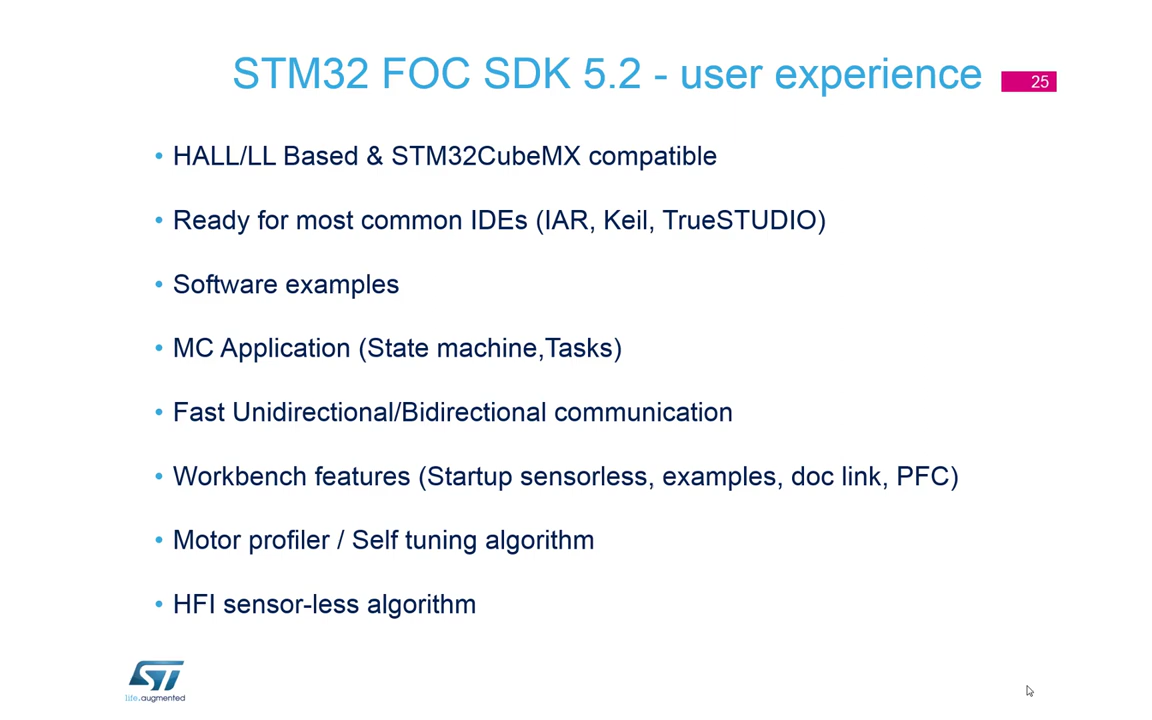 STM32 FOC SDK 5.2 - user experience
25
• HALL/LL Based & STM32CubeMX compatible
• Ready for most common IDEs (IAR, Keil, TrueSTUDIO)
• Software examples
• MC Application (State machine,Tasks)
• Fast Unidirectional/Bidirectional communication
• Workbench features (Startup sensorless, examples, doc link, PFC)
• Motor profiler / Self tuning algorithm
• HFI sensor-less algorithm
ST
life.augmented